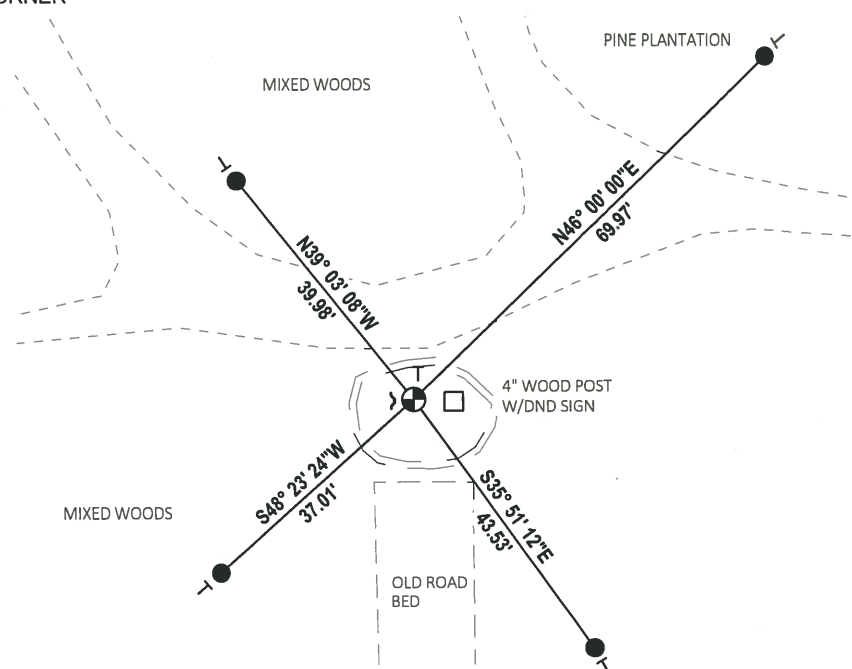 PINE PLANTATION
MIXED WOODS
N46° 00' 00"E
69.97'
N39° 03' 08"W
39.98'
4" WOOD POST
W/DND SIGN
S48° 23' 24"W
37.01'
S35° 51' 12"E
43.53'
MIXED WOODS
OLD ROAD
BED